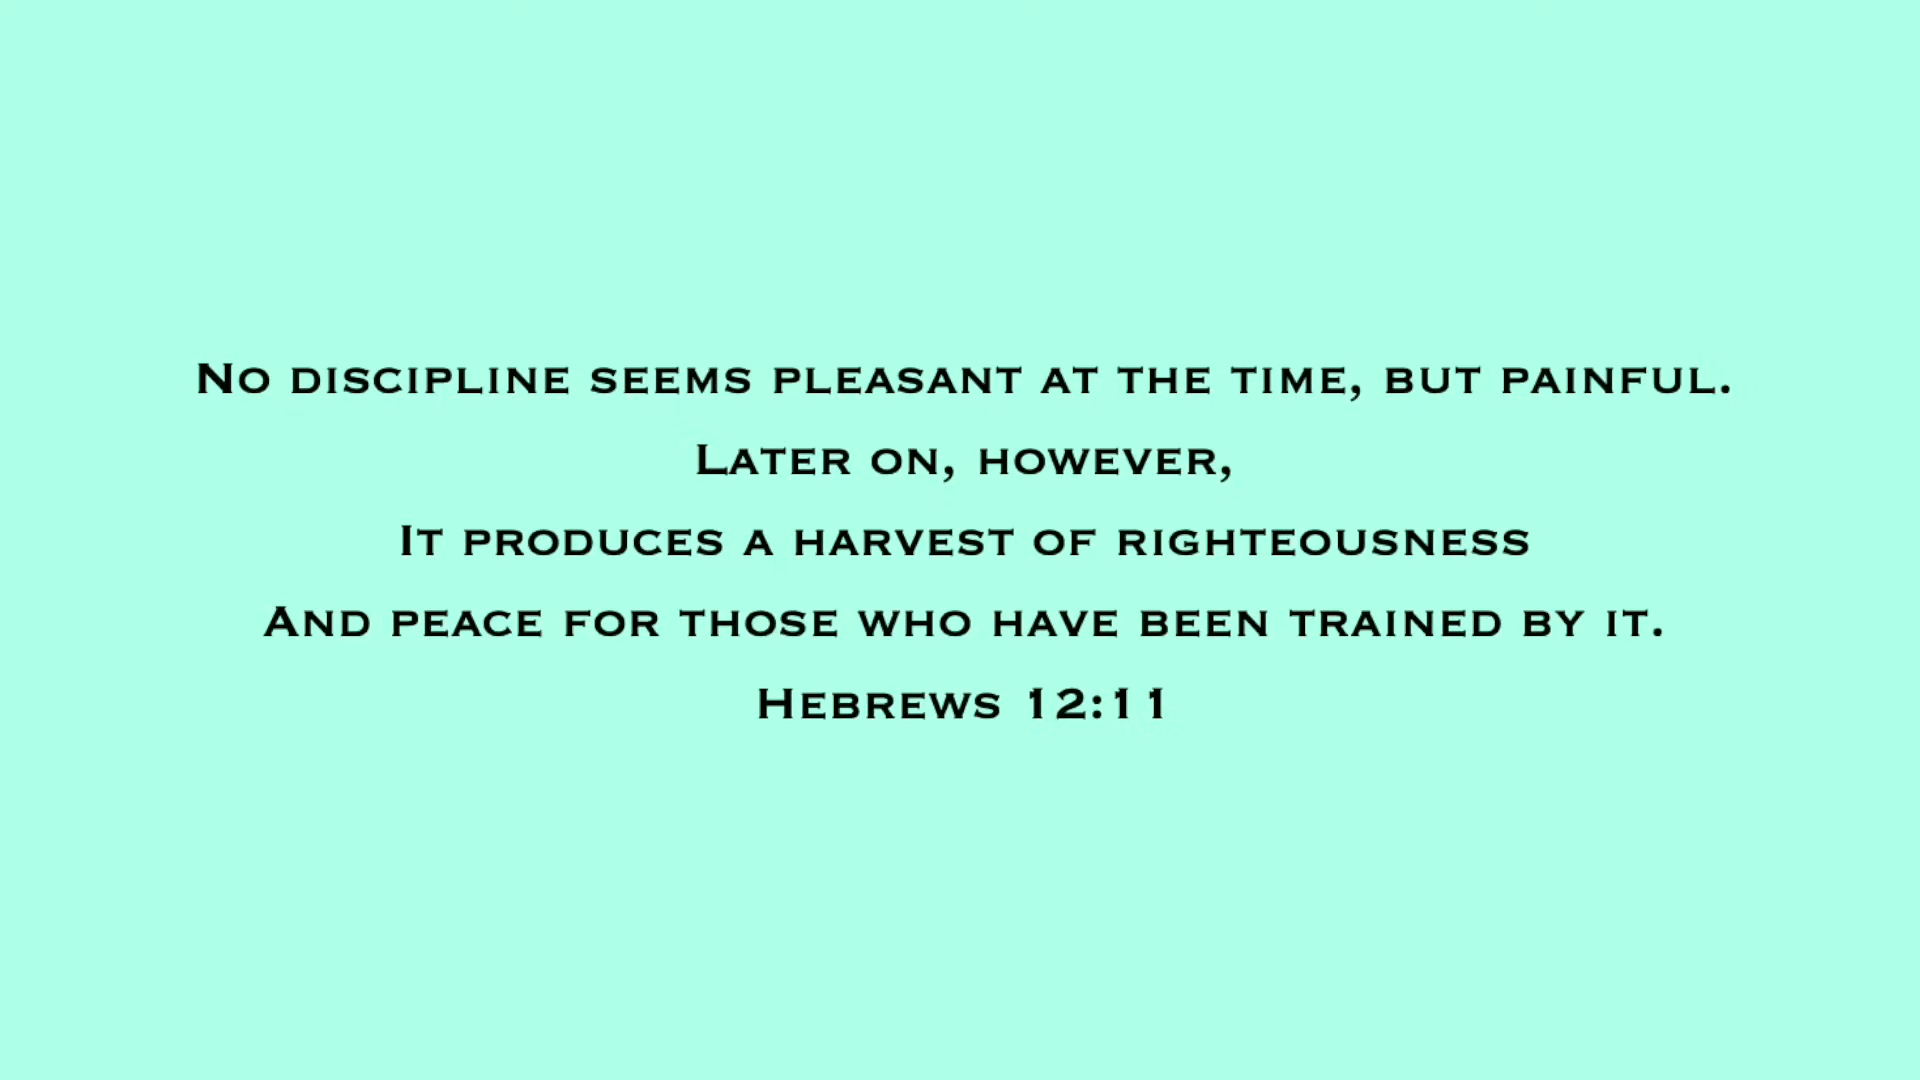 No discipline seems pleasant at the time, but painful.
Later on, however,
It produces a harvest of righteousness
And peace for those who have been trained by it.
Hebrews 12:11